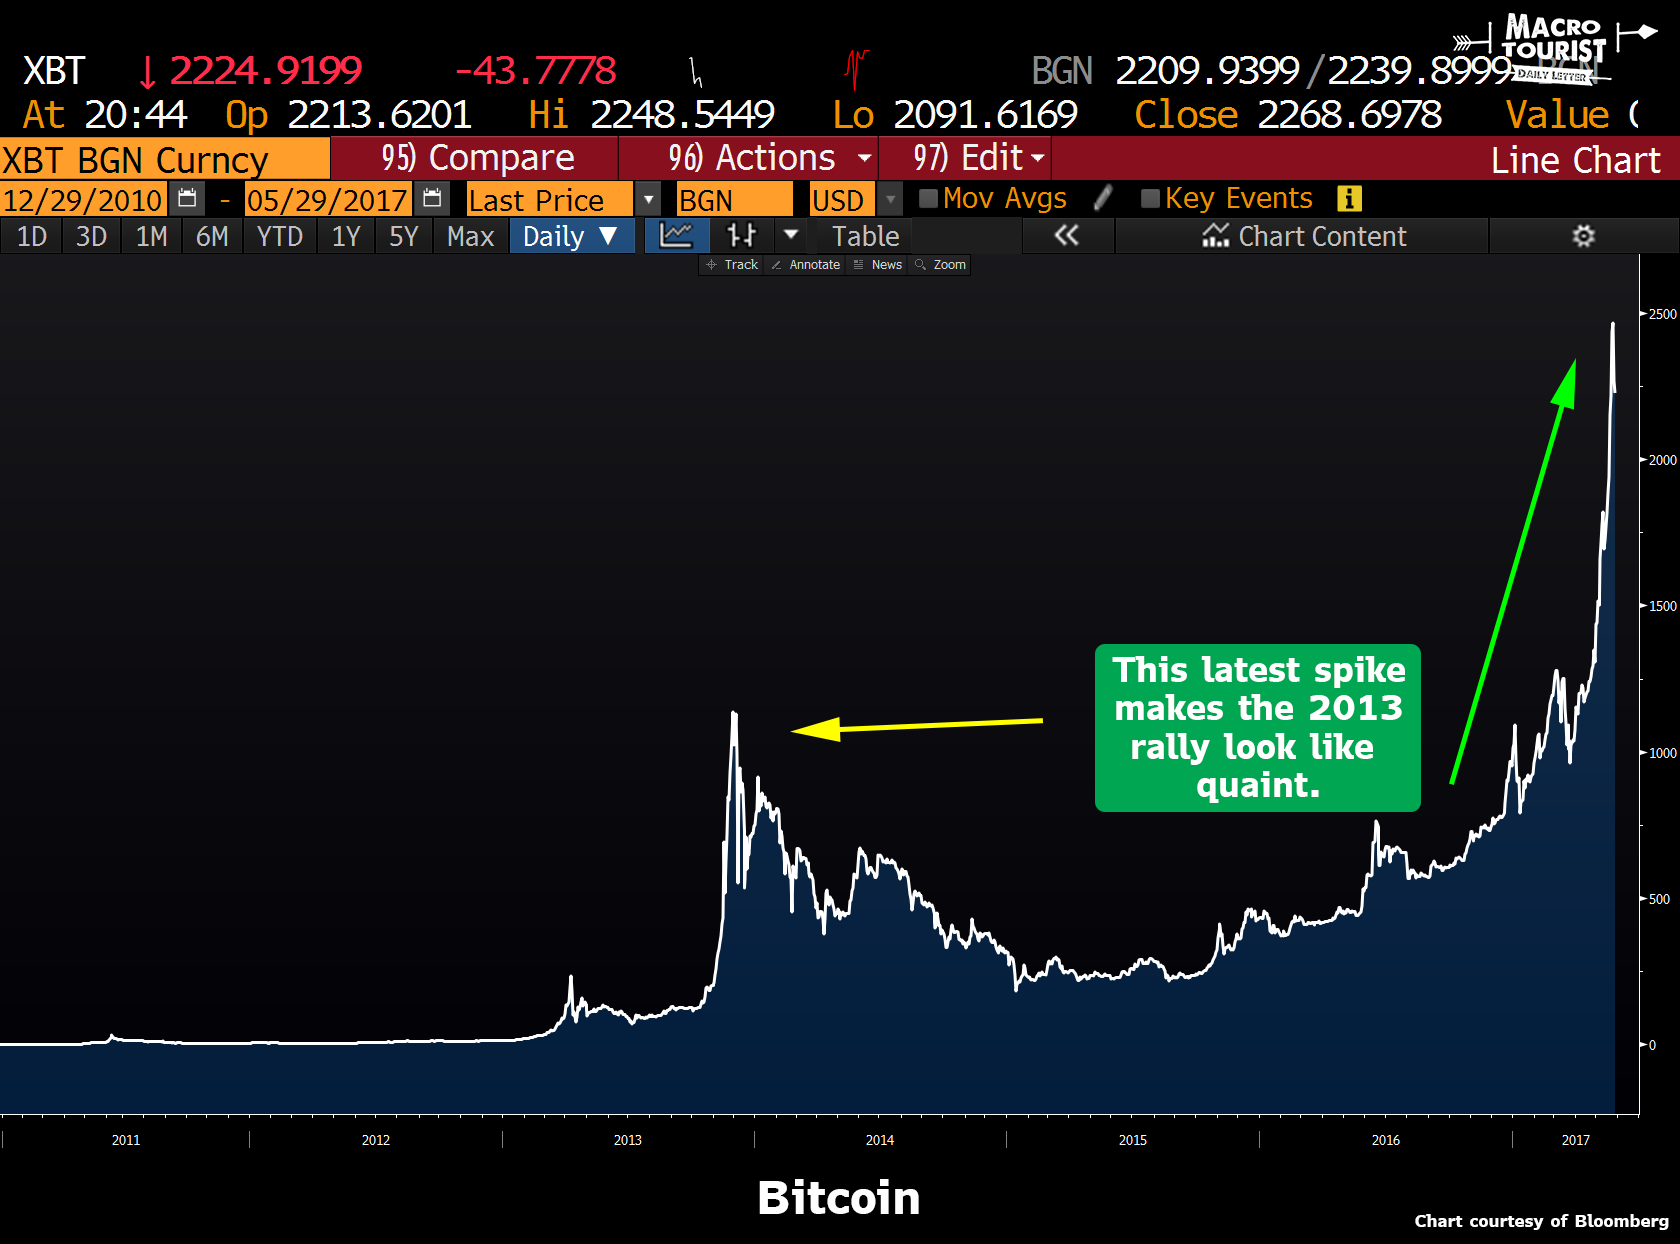 MACRO
TOURIST
DAILY LETTER
XBT ↓ 2224.9199 -43.7778 BGN 2209.9399/2239.8999
At 20:44 Op 2213.6201 Hi 2248.5449 Lo 2091.6169 Close 2268.6978 Value
XBT BGN Curncy 95) Compare 96) Actions 97) Edit Line Chart
12/29/2010 - 05/29/2017 Last Price BGN USD Mov Avgs Key Events
1D 3D 1M 6M YTD 1Y 5Y Max Daily ▼ Table « Chart Content
Track Annotate News Zoom
2500
2000
1500
1000
500
0
This latest spike
makes the 2013
rally look like
quaint.
2011 2012 2013 2014 2015 2016 2017
Bitcoin
Chart courtesy of Bloomberg